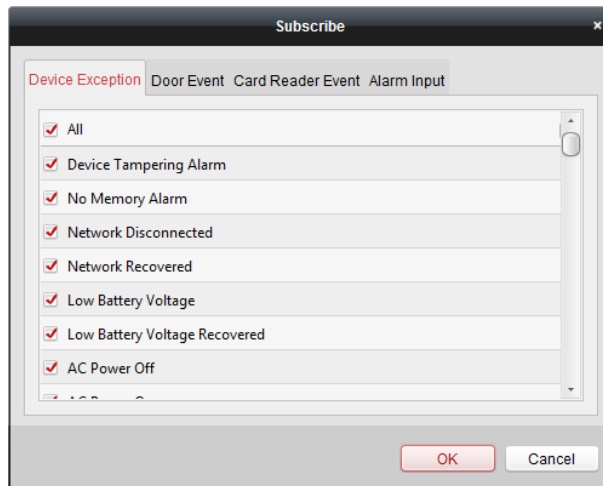 Subscribe
Device Exception Door Event Card Reader Event Alarm Input
All
Device Tampering Alarm
No Memory Alarm
Network Disconnected
Network Recovered
Low Battery Voltage
Low Battery Voltage Recovered
AC Power Off
OK Cancel